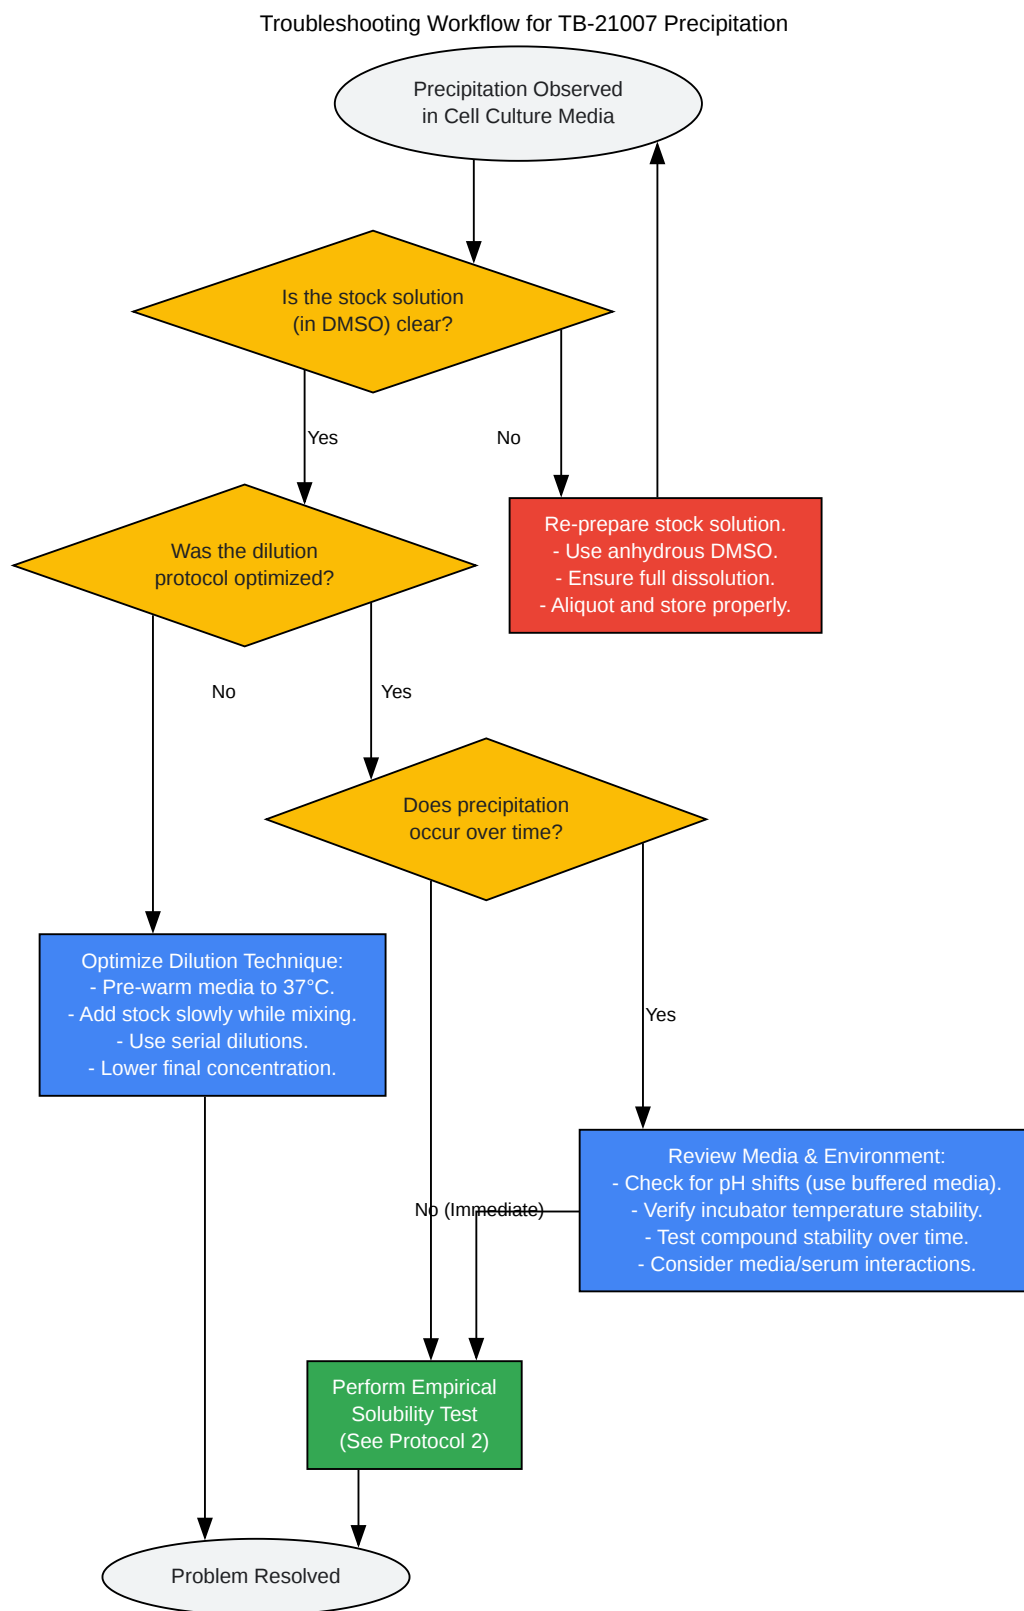 Troubleshooting Workflow for TB-21007 Precipitation
Precipitation Observed
in Cell Culture Media
Is the stock solution
(in DMSO) clear?
Yes
No
Re-prepare stock solution.
- Use anhydrous DMSO.
- Ensure full dissolution.
- Aliquot and store properly.
Was the dilution
protocol optimized?
No
Yes
Does precipitation
occur over time?
Optimize Dilution Technique:
- Pre-warm media to 37°C.
- Add stock slowly while mixing.
- Use serial dilutions.
- Lower final concentration.
Yes
Review Media & Environment:
- Check for pH shifts (use buffered media).
- Verify incubator temperature stability.
- Test compound stability over time.
- Consider media/serum interactions.
No (Immediate)
Perform Empirical
Solubility Test
(See Protocol 2)
Problem Resolved